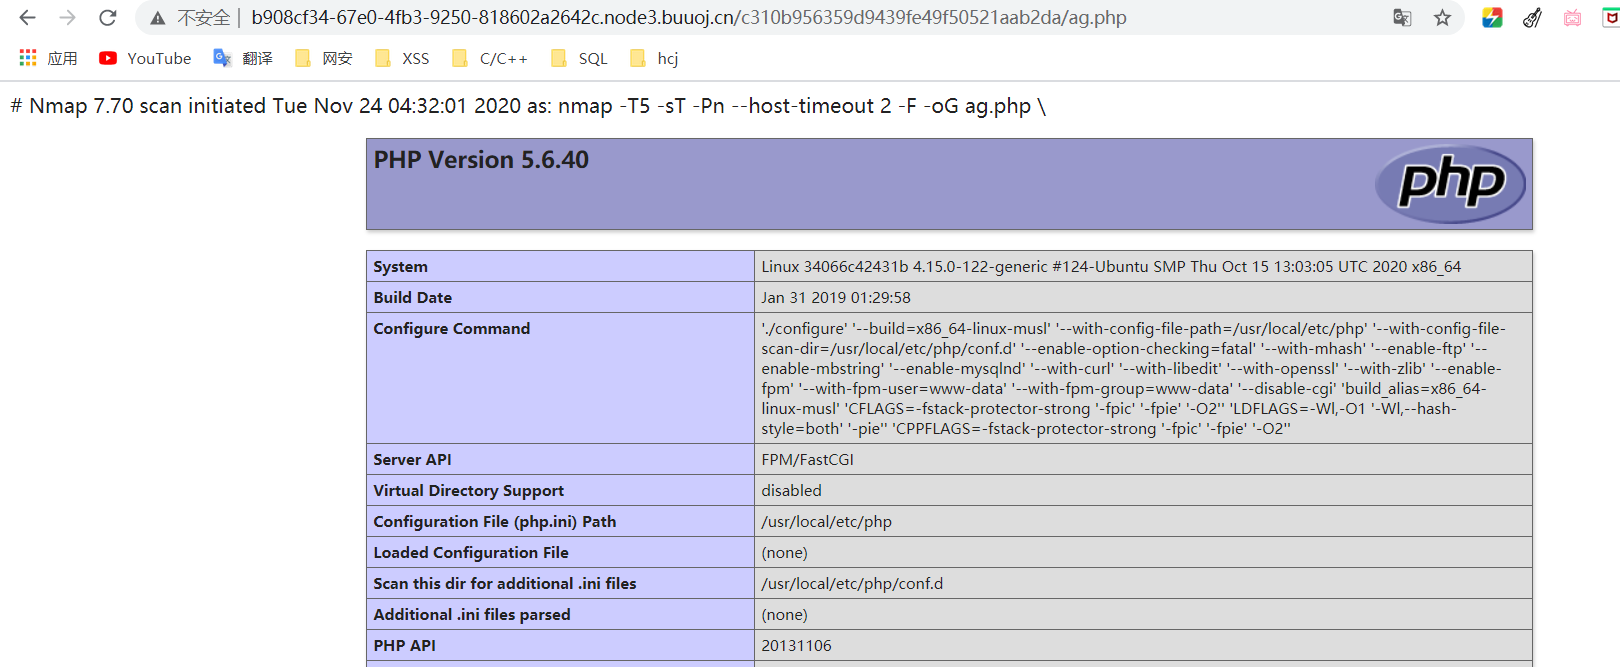 不安全 | b908cf34-67e0-4fb3-9250-818602a2642c.node3.buuoj.cn/c310b956359d9439fe49f50521aab2da/ag.php
应用 YouTube 翻译 网安 XSS C/C++ SQL hcj
# Nmap 7.70 scan initiated Tue Nov 24 04:32:01 2020 as: nmap -T5 -sT -Pn --host-timeout 2 -F -oG ag.php \
PHP Version 5.6.40
php
System Linux 34066c42431b 4.15.0-122-generic #124-Ubuntu SMP Thu Oct 15 13:03:05 UTC 2020 x86_64
Build Date Jan 31 2019 01:29:58
Configure Command './configure' '--build=x86_64-linux-musl' '--with-config-file-path=/usr/local/etc/php' '--with-config-file-
scan-dir=/usr/local/etc/php/conf.d' '--enable-option-checking=fatal' '--with-mhash' '--enable-ftp' '--
enable-mbstring' '--enable-mysqlnd' '--with-curl' '--with-libedit' '--with-openssl' '--with-zlib' '--enable-
fpm' '--with-fpm-user=www-data' '--with-fpm-group=www-data' '--disable-cgi' 'build_alias=x86_64-
linux-musl' 'CFLAGS=-fstack-protector-strong '-fpic' '-fpie' '-O2'' 'LDFLAGS=-Wl,-O1 '-Wl,--hash-
style=both' '-pie'' 'CPPFLAGS=-fstack-protector-strong '-fpic' '-fpie' '-O2''
Server API FPM/FastCGI
Virtual Directory Support disabled
Configuration File (php.ini) Path /usr/local/etc/php
Loaded Configuration File (none)
Scan this dir for additional .ini files /usr/local/etc/php/conf.d
Additional .ini files parsed (none)
PHP API 20131106